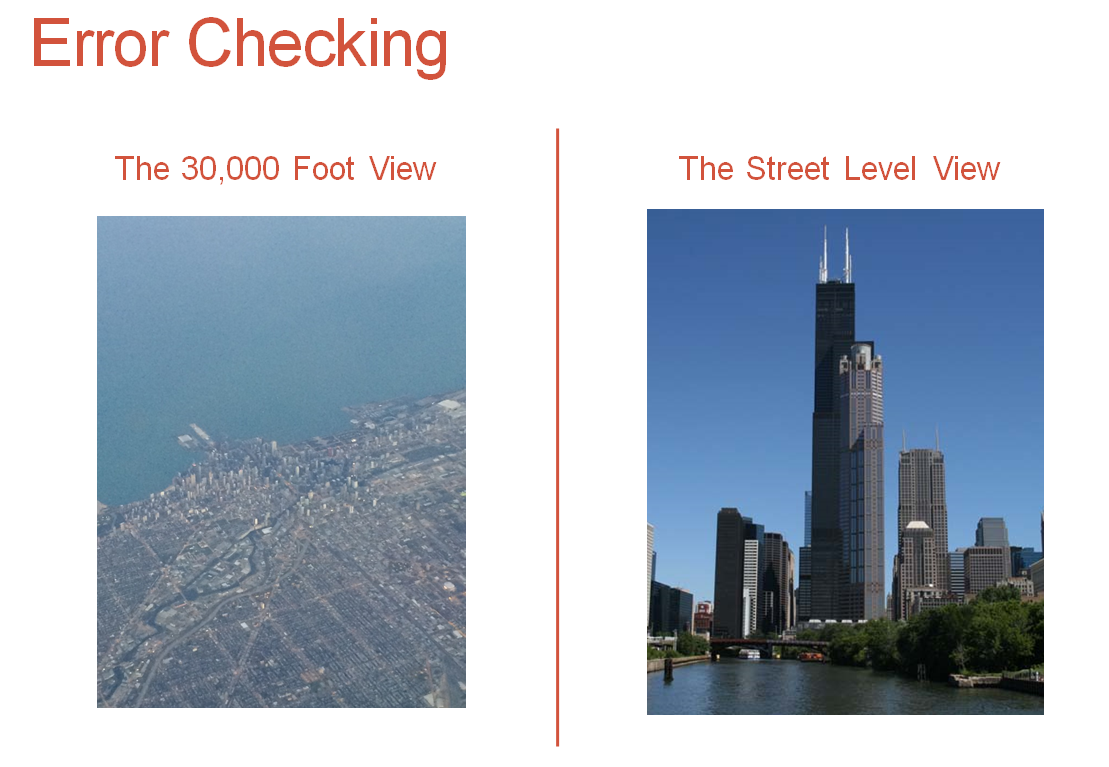 Error Checking
The 30,000 Foot View
The Street Level View